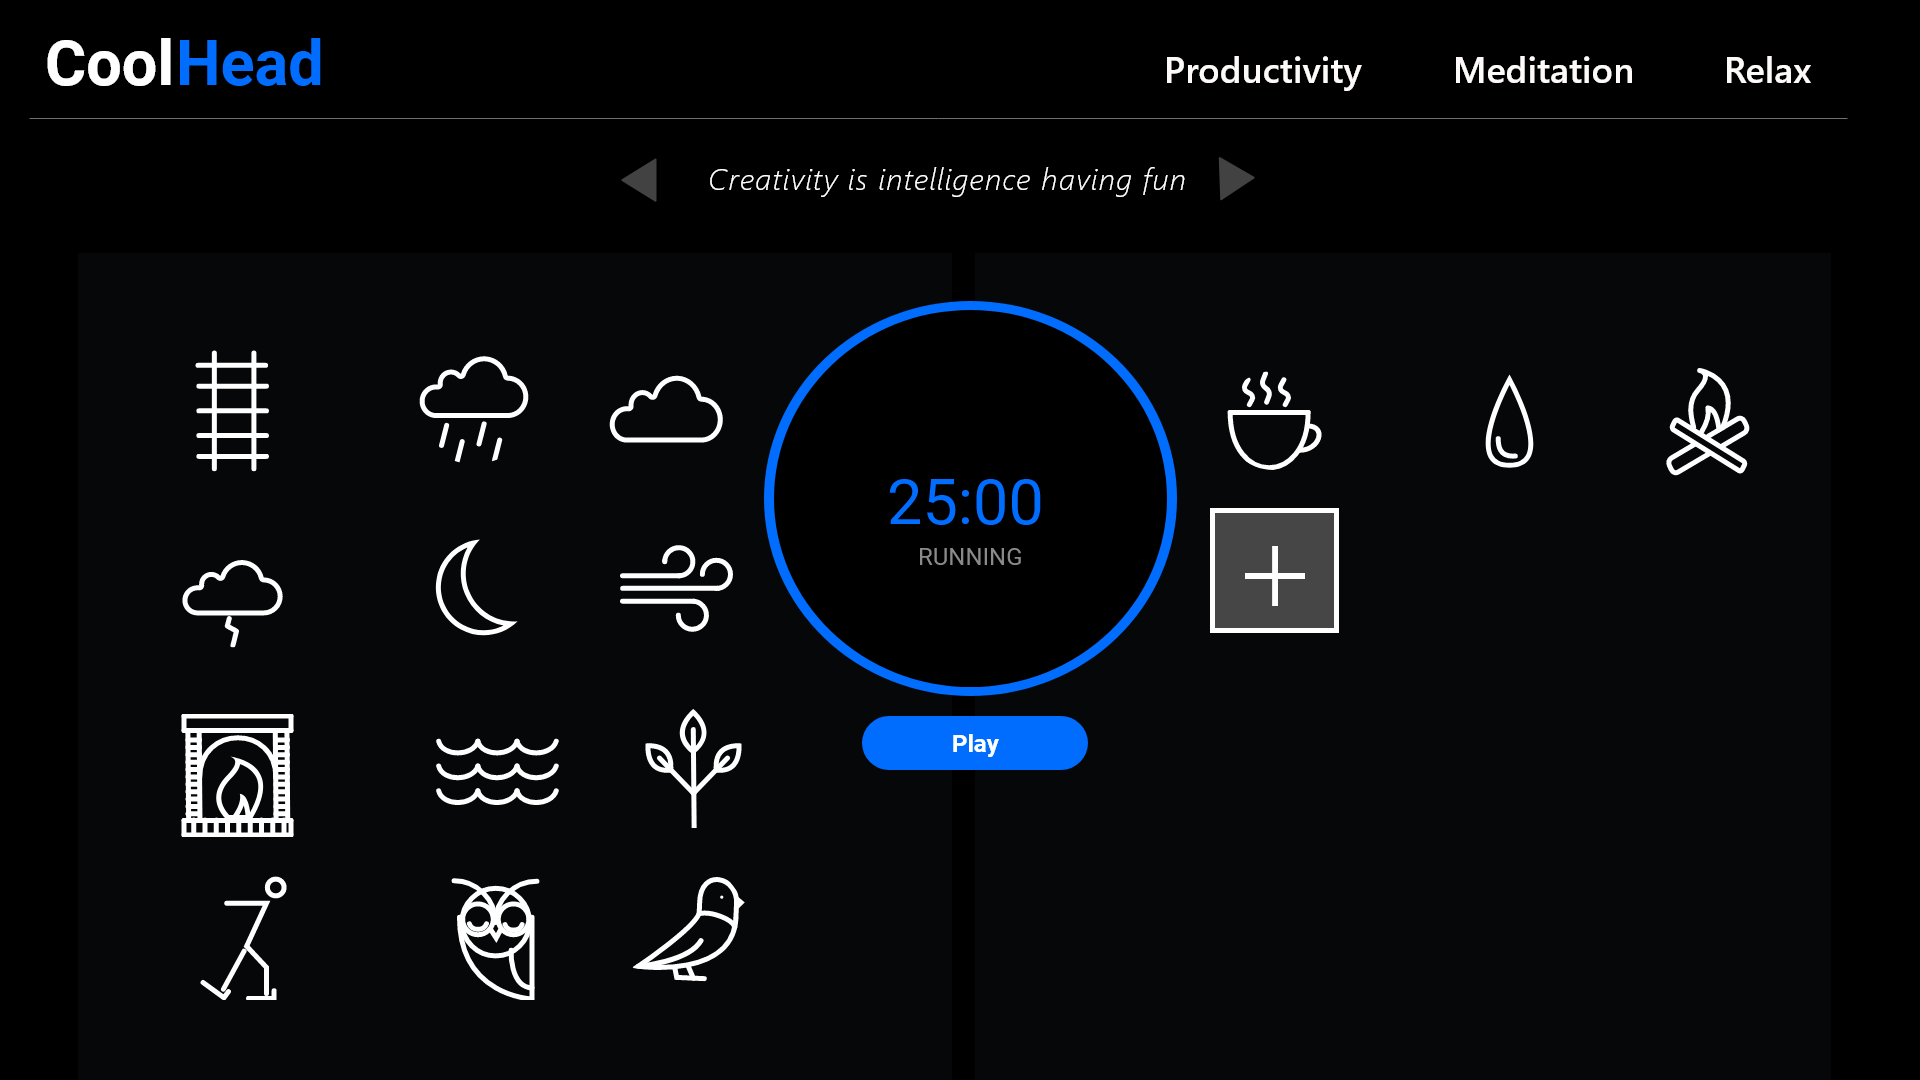 CoolHead
Productivity Meditation Relax
Creativity is intelligence having fun
25:00
RUNNING
Play